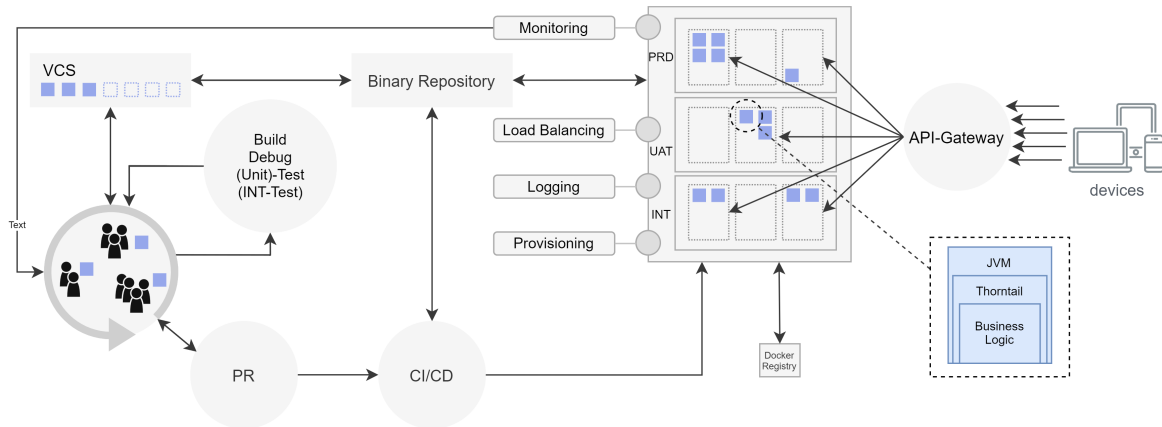 Monitoring
PRD
VCS
Binary Repository
Build
Debug
(Unit)-Test
(INT-Test)
Load Balancing
UAT
API-Gateway
devices
Logging
INT
Text
Provisioning
JVM
Thorntail
Business
Logic
PR
CI/CD
Docker
Registry